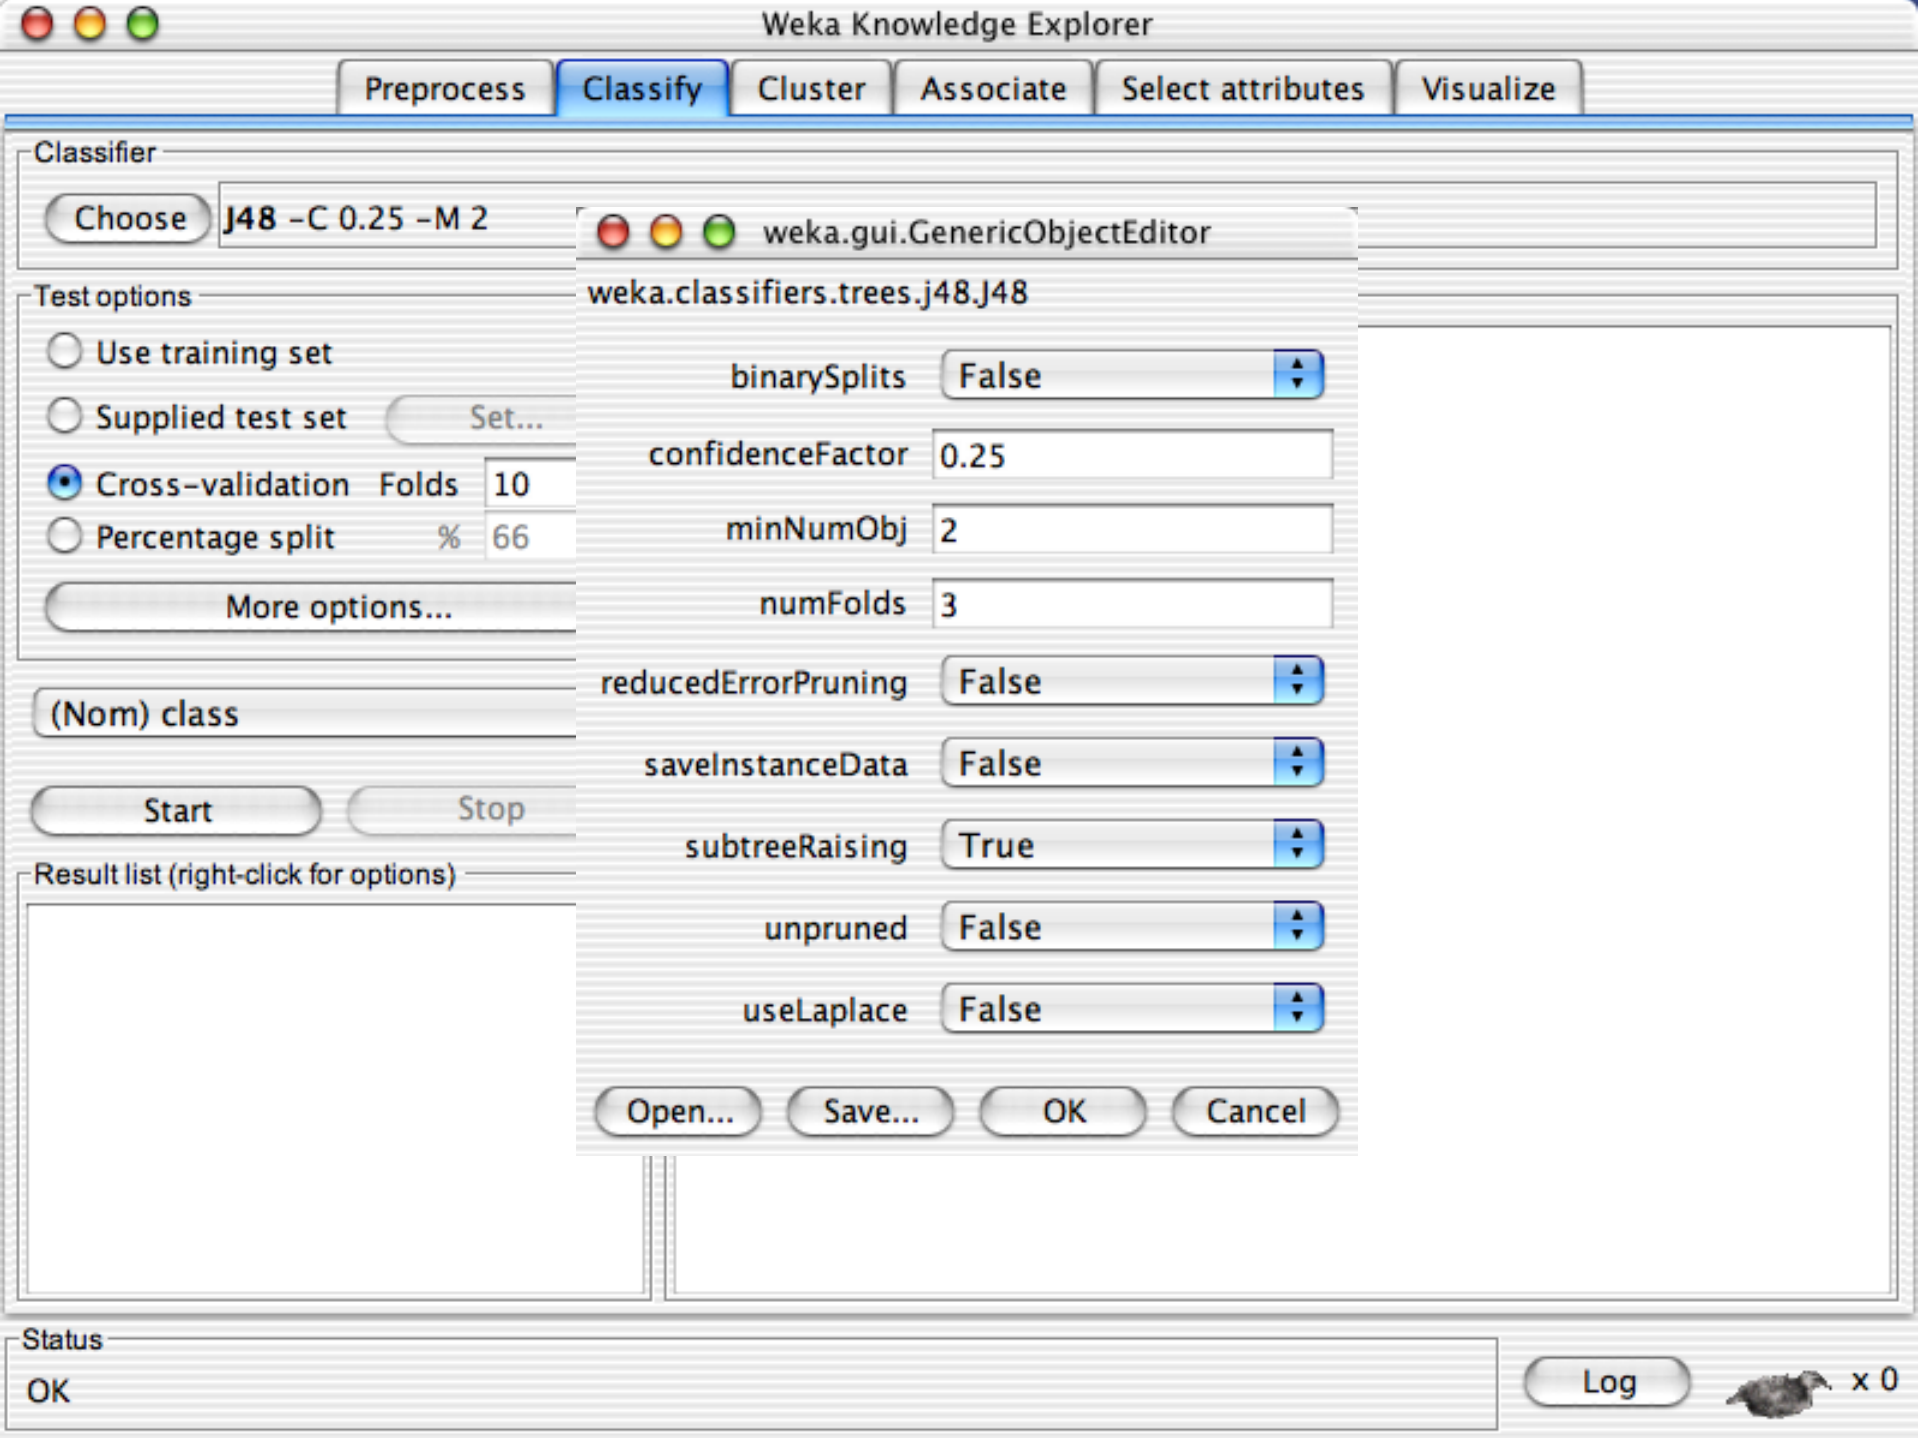 Weka Knowledge Explorer
Preprocess Classify Cluster Associate Select attributes Visualize
Classifier
Choose J48 -C 0.25 -M 2
weka.gui.GenericObjectEditor
weka.classifiers.trees.j48.J48
binarySplits False
confidenceFactor 0.25
minNumObj 2
numFolds 3
reducedErrorPruning False
saveInstanceData False
subtreeRaising True
unpruned False
useLaplace False
Open... Save... OK Cancel
Test options
Use training set
Supplied test set Set...
Cross-validation Folds 10
Percentage split % 66
More options...
(Nom) class
Start Stop
Result list (right-click for options)
Status
OK
Log x 0